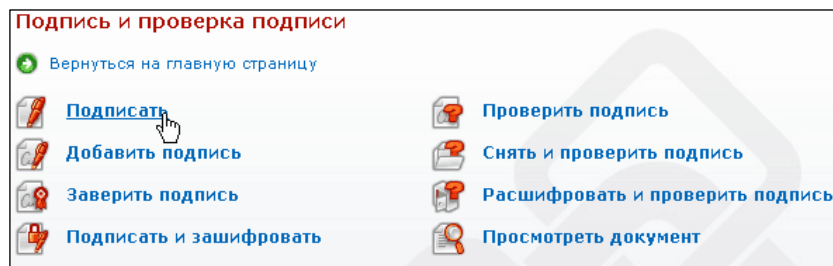 Подпись и проверка подписи
Вернуться на главную страницу
Подписать
Проверить подпись
Добавить подпись
Снять и проверить подпись
Заверить подпись
Расшифровать и проверить подпись
Подписать и зашифровать
Просмотреть документ